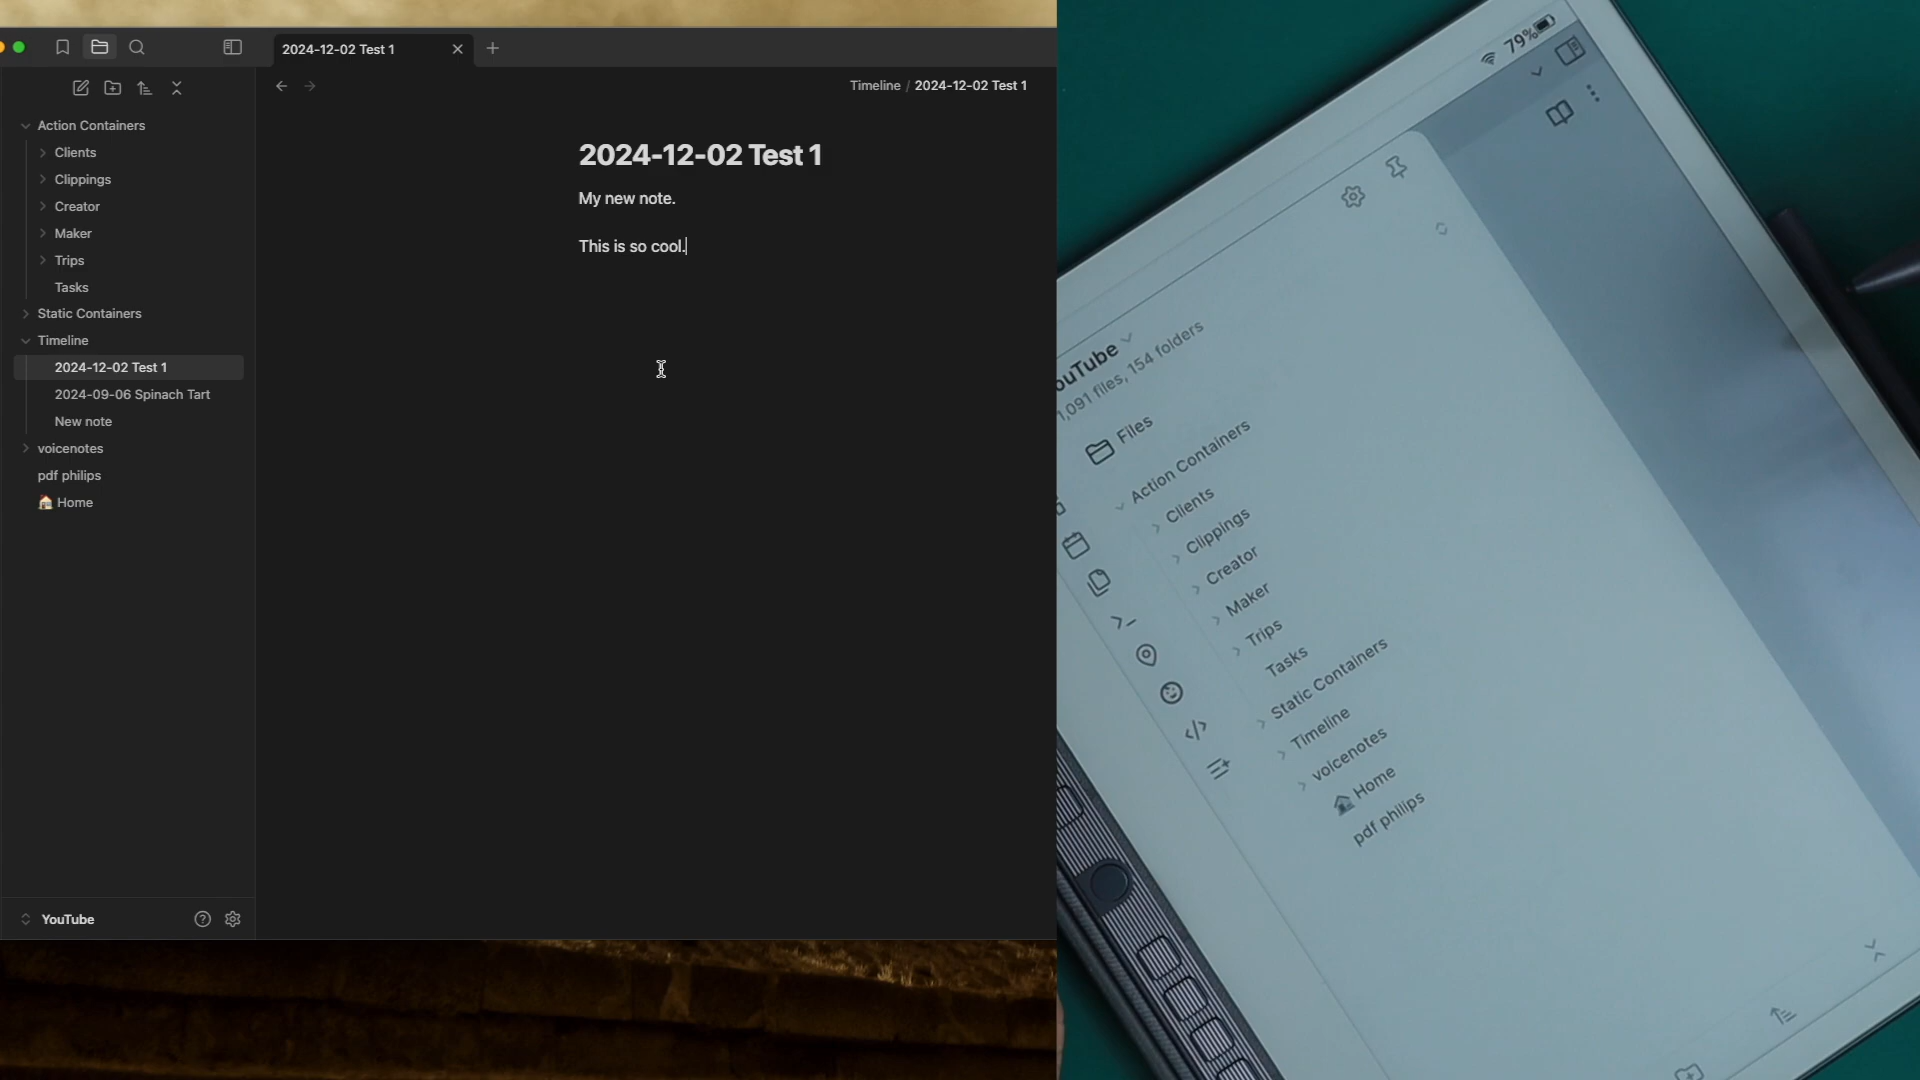 2024-12-02 Test 1
Timeline / 2024-12-02 Test 1
Action Containers
Clients
Clippings
Creator
Maker
Trips
Tasks
Static Containers
Timeline
2024-12-02 Test 1
2024-09-06 Spinach Tart
New note
voicenotes
pdf philips
🏠 Home
YouTube
2024-12-02 Test 1
My new note.
This is so cool.
79%
ouTube
1,091 files, 154 folders
Files
Action Containers
Clients
Clippings
Creator
Maker
Trips
Tasks
Static Containers
Timeline
voicenotes
🏠 Home
pdf philips